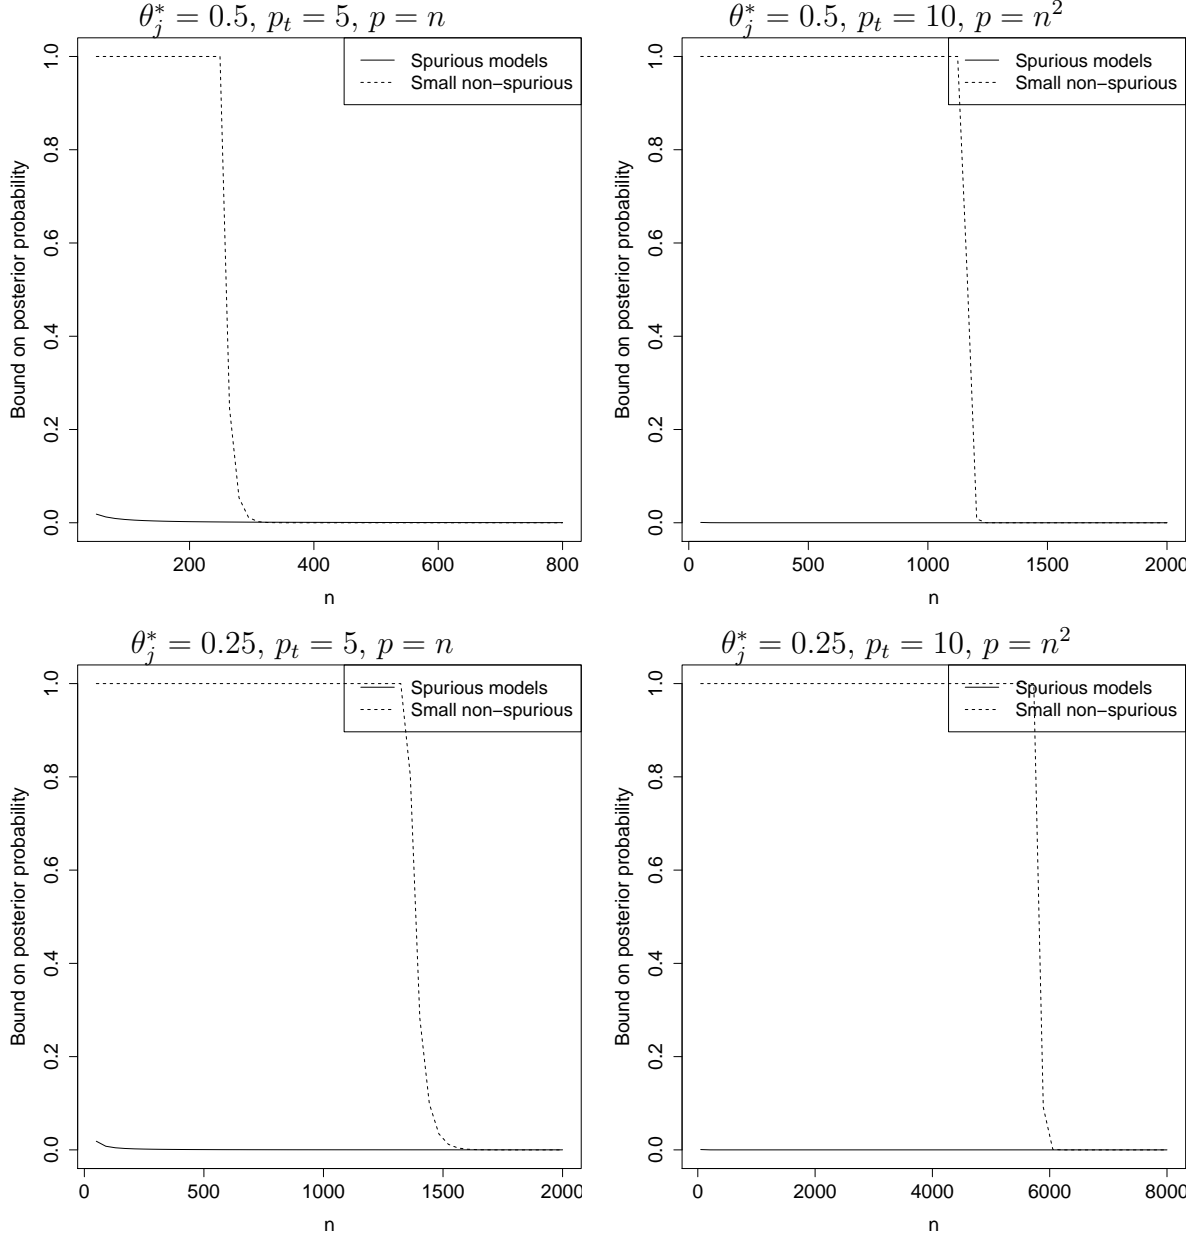 θ*_j = 0.5, p_t = 5, p = n
Spurious models
Small non−spurious
Bound on posterior probability
0.0 0.2 0.4 0.6 0.8 1.0
200 400 600 800
n
θ*_j = 0.5, p_t = 10, p = n²
Spurious models
Small non−spurious
Bound on posterior probability
0.0 0.2 0.4 0.6 0.8 1.0
0 500 1000 1500 2000
n
θ*_j = 0.25, p_t = 5, p = n
Spurious models
Small non−spurious
Bound on posterior probability
0.0 0.2 0.4 0.6 0.8 1.0
0 500 1000 1500 2000
n
θ*_j = 0.25, p_t = 10, p = n²
Spurious models
Small non−spurious
Bound on posterior probability
0.0 0.2 0.4 0.6 0.8 1.0
0 2000 4000 6000 8000
n